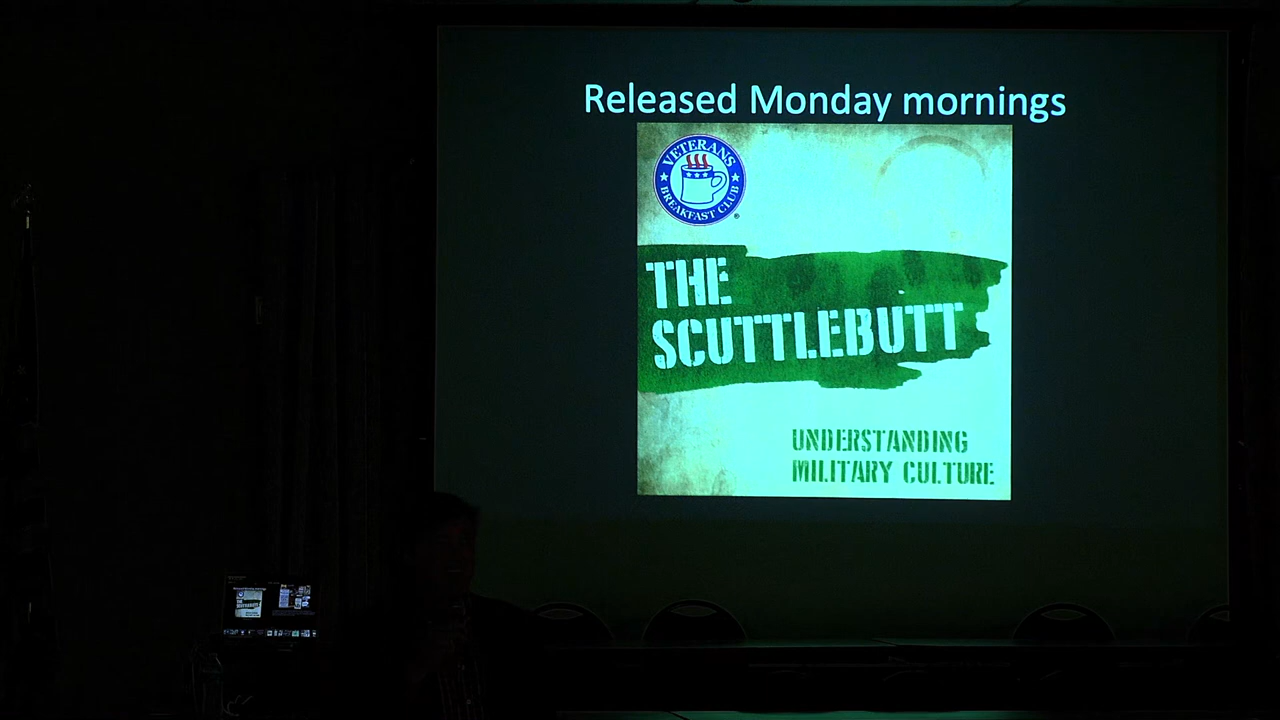 Released Monday mornings
VETERANS
BREAKFAST CLUB
®
THE
SCUTTLEBUTT
UNDERSTANDING
MILITARY CULTURE